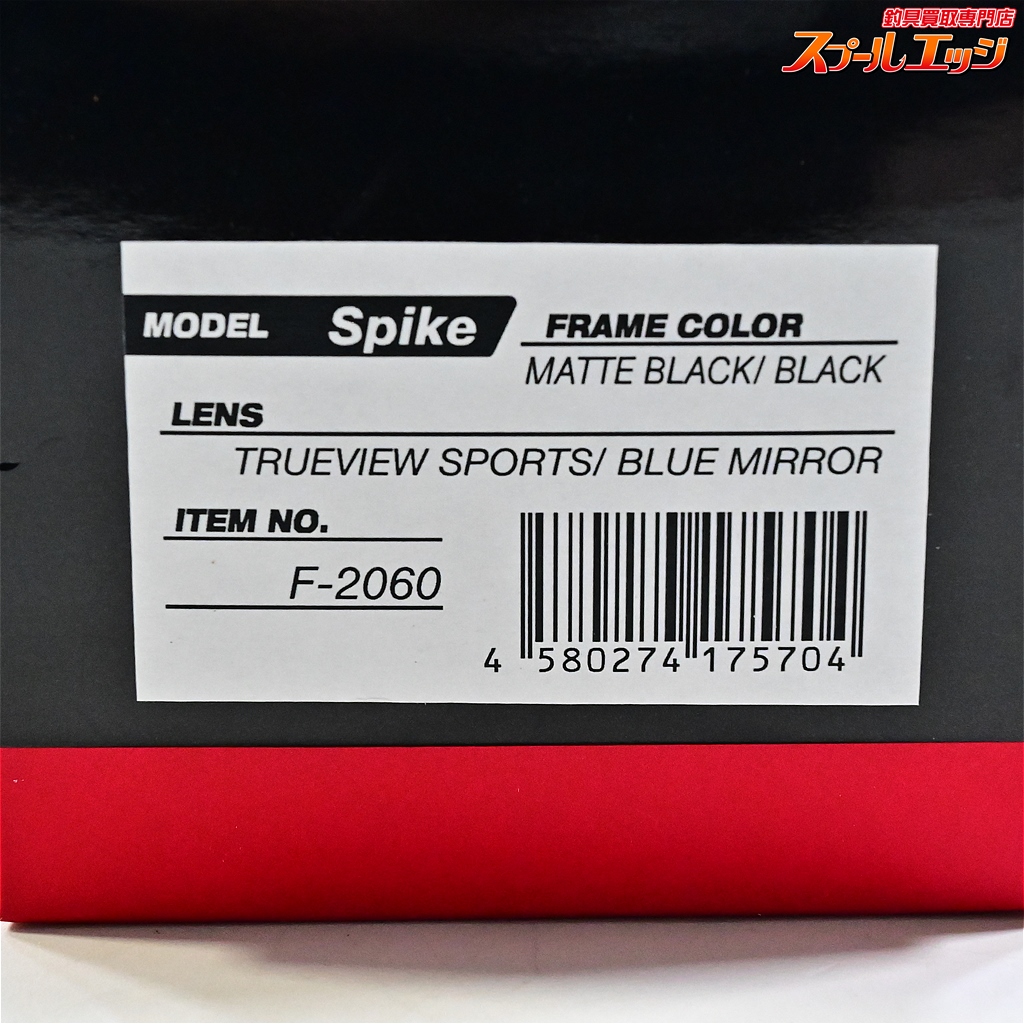 釣具買取専門店
スプールエッジ
MODEL Spike
FRAME COLOR
MATTE BLACK/ BLACK
LENS
TRUEVIEW SPORTS/ BLUE MIRROR
ITEM NO.
F-2060
4 580274 175704